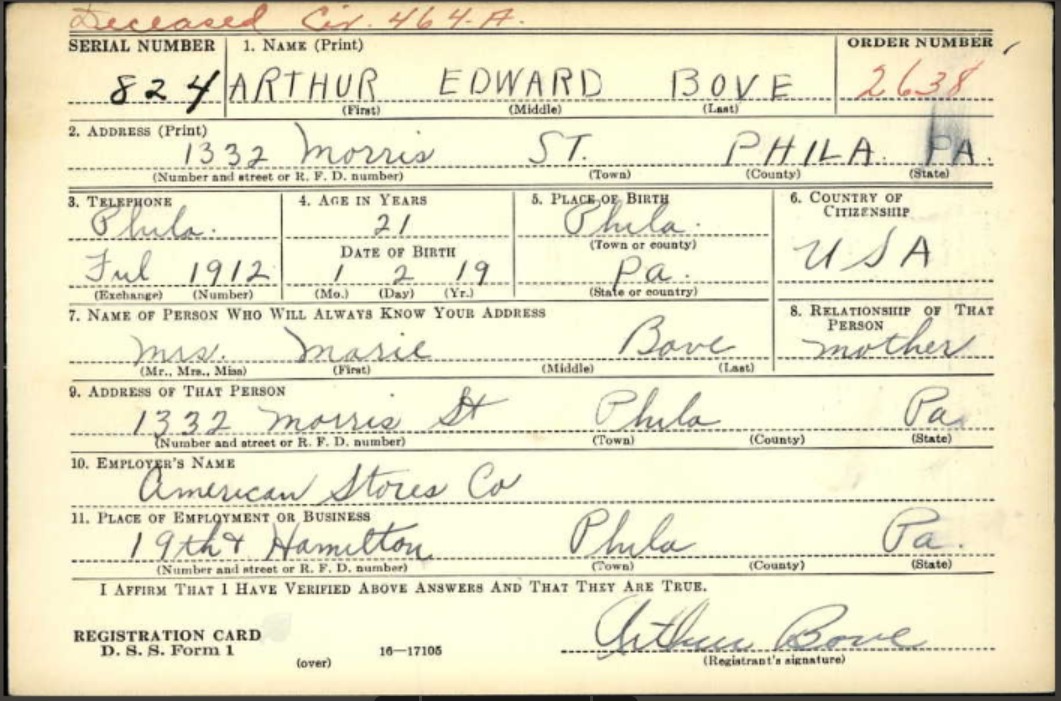 Deceased Cir. 464-A.
SERIAL NUMBER 1. NAME (Print) ORDER NUMBER
824 ARTHUR EDWARD BOVE 2638
(First) (Middle) (Last)
2. ADDRESS (Print)
1332 Morris ST. PHILA. PA.
(Number and street or R. F. D. number) (Town) (County) (State)
3. TELEPHONE 4. AGE IN YEARS 5. PLACE OF BIRTH 6. COUNTRY OF CITIZENSHIP
Phila. 21 Phila. USA
DATE OF BIRTH (Town or county)
Ful 1912 1 2 19 Pa.
(Exchange) (Number) (Mo.) (Day) (Yr.) (State or country)
7. NAME OF PERSON WHO WILL ALWAYS KNOW YOUR ADDRESS 8. RELATIONSHIP OF THAT PERSON
Mrs. Marie Bove mother
(Mr., Mrs., Miss) (First) (Middle) (Last)
9. ADDRESS OF THAT PERSON
1332 Morris St Phila Pa
(Number and street or R. F. D. number) (Town) (County) (State)
10. EMPLOYER'S NAME
American Stores Co
11. PLACE OF EMPLOYMENT OR BUSINESS
19th & Hamilton Phila Pa.
(Number and street or R. F. D. number) (Town) (County) (State)
I AFFIRM THAT I HAVE VERIFIED ABOVE ANSWERS AND THAT THEY ARE TRUE.
REGISTRATION CARD Arthur Bove
D. S. S. Form 1 (over) 16—17105 (Registrant's signature)